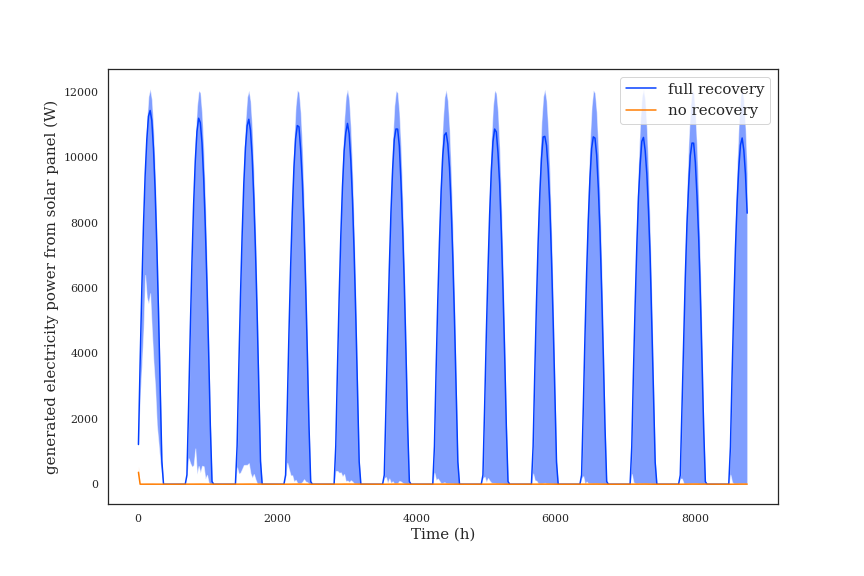 full recovery
no recovery
12000
10000
8000
6000
4000
2000
0
generated electricity power from solar panel (W)
0 2000 4000 6000 8000
Time (h)